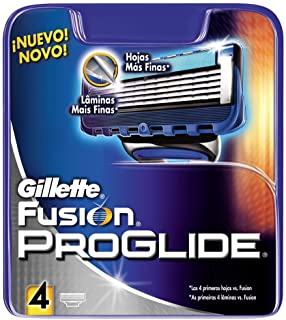 ¡NUEVO!
NOVO!
Hojas
Más Finas*
Lâminas
Mais Finas*
Gillette
FUSION®
PROGLIDE®
4
*Las 4 primeras hojas vs. Fusion
*As primeiras 4 lâminas vs. Fusion